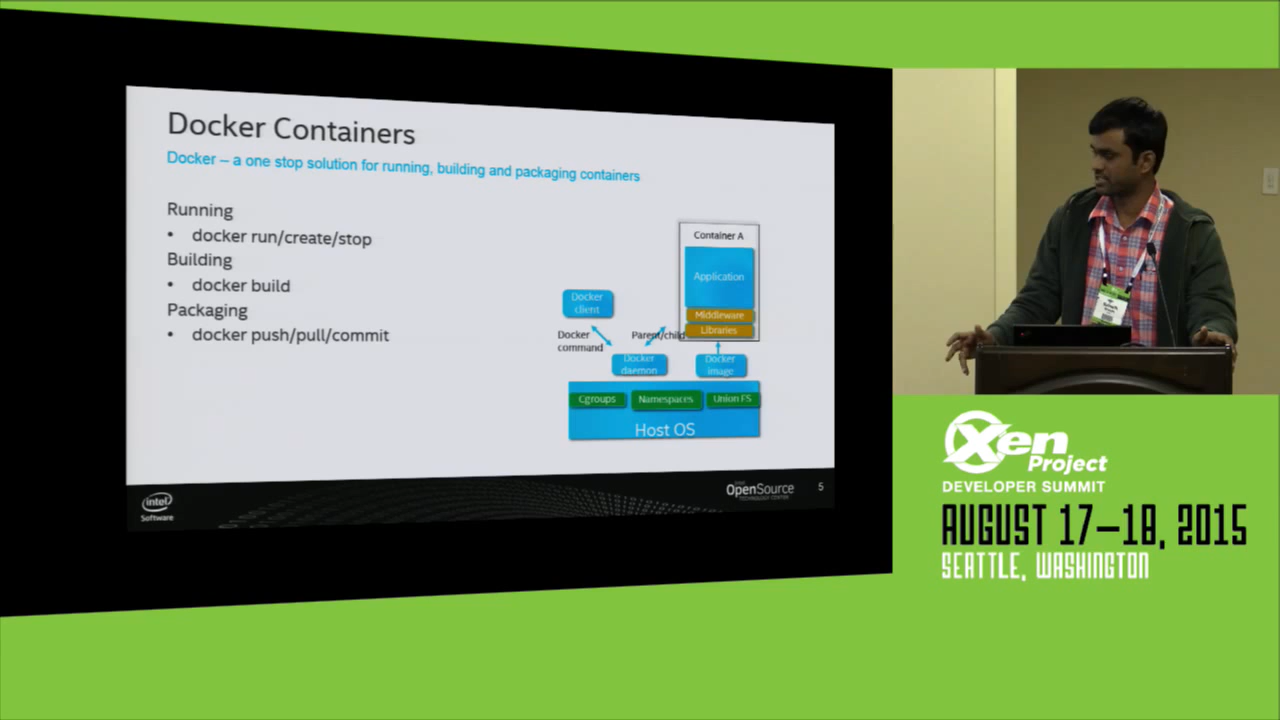 Docker Containers
Docker – a one stop solution for running, building and packaging containers
Running
• docker run/create/stop
Building
• docker build
Packaging
• docker push/pull/commit
Container A
Application
Middleware
Libraries
Docker
client
Docker
command
Parent/child
Docker
daemon
Docker
image
Cgroups
Namespaces
Union FS
Host OS
intel
Software
OpenSource
TECHNOLOGY CENTER
5
Xen
Project
DEVELOPER SUMMIT
AUGUST 17–18, 2015
SEATTLE, WASHINGTON